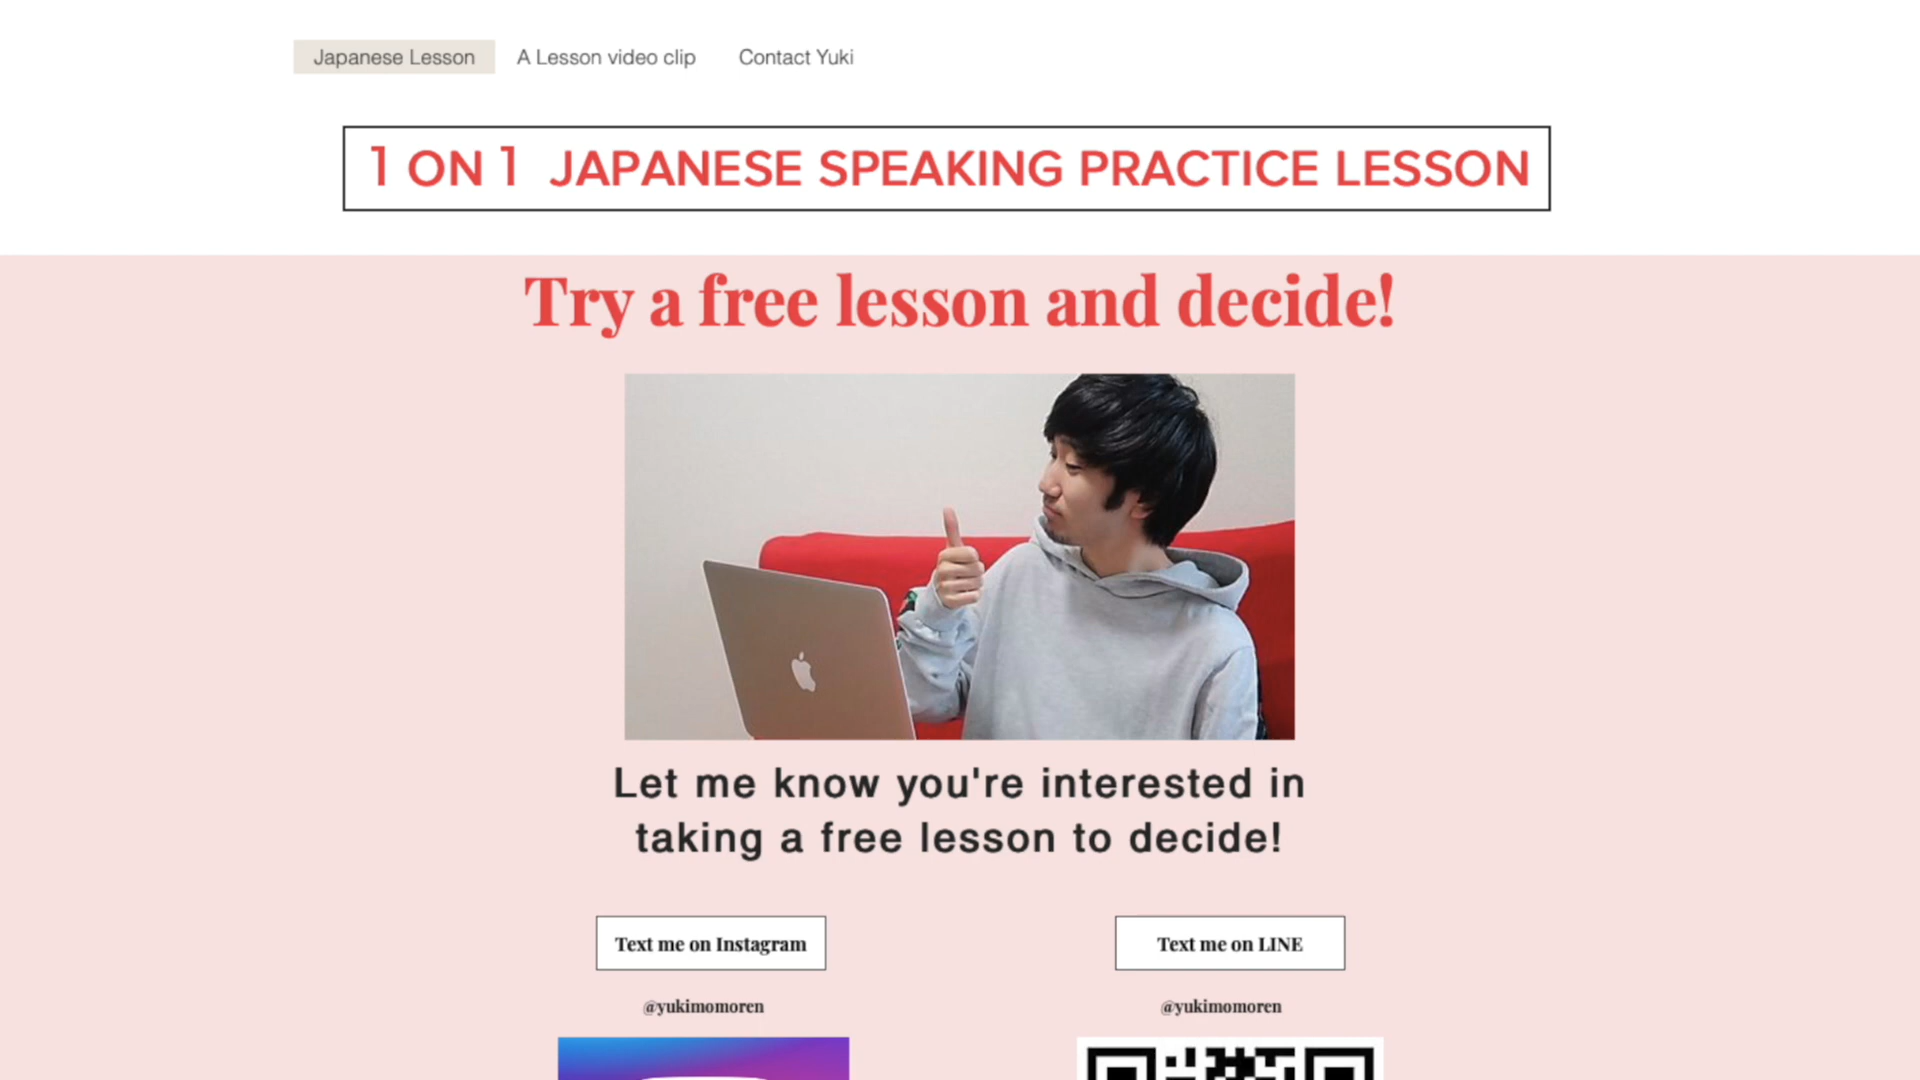 Japanese Lesson
A Lesson video clip
Contact Yuki
1 ON 1 JAPANESE SPEAKING PRACTICE LESSON
Try a free lesson and decide!
Let me know you're interested in
taking a free lesson to decide!
Text me on Instagram
Text me on LINE
@yukimomoren
@yukimomoren